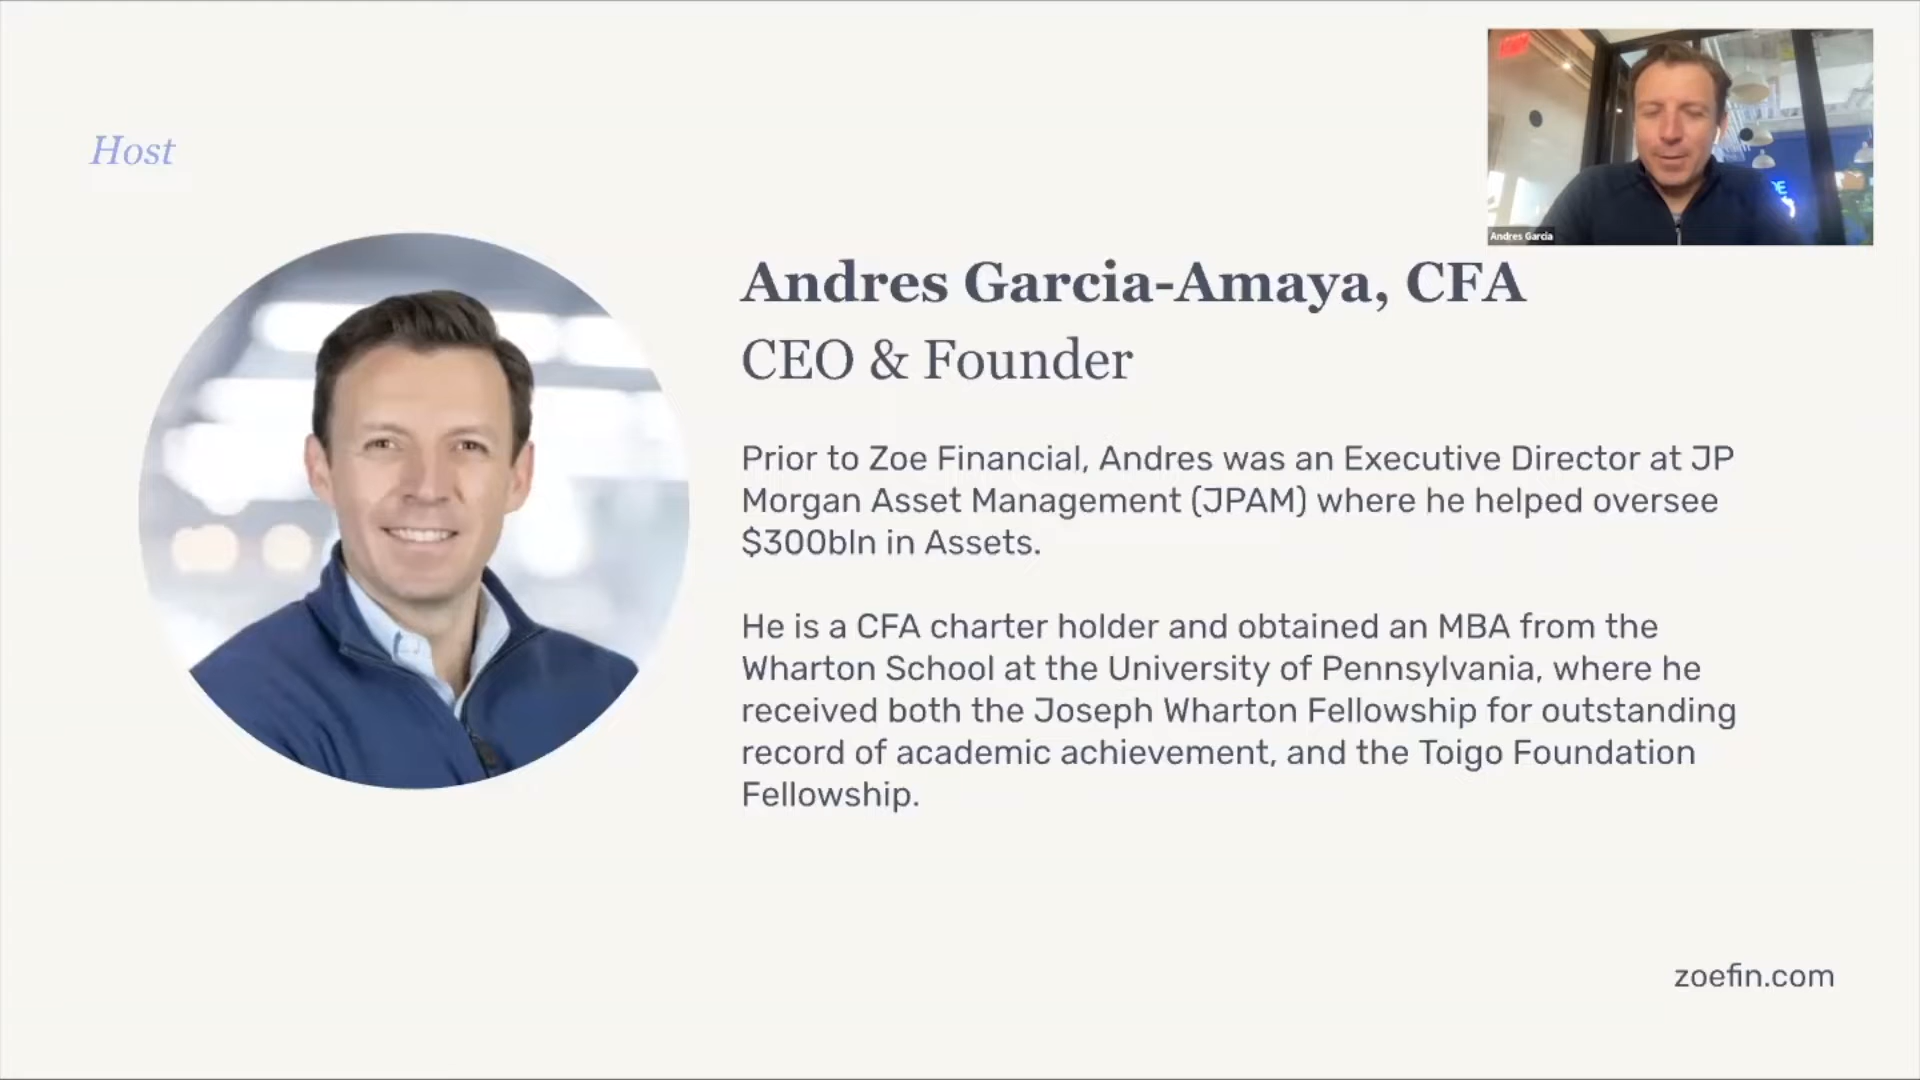 Host
Andres Garcia
Andres Garcia-Amaya, CFA
CEO & Founder
Prior to Zoe Financial, Andres was an Executive Director at JP
Morgan Asset Management (JPAM) where he helped oversee
$300bln in Assets.
He is a CFA charter holder and obtained an MBA from the
Wharton School at the University of Pennsylvania, where he
received both the Joseph Wharton Fellowship for outstanding
record of academic achievement, and the Toigo Foundation
Fellowship.
zoefin.com